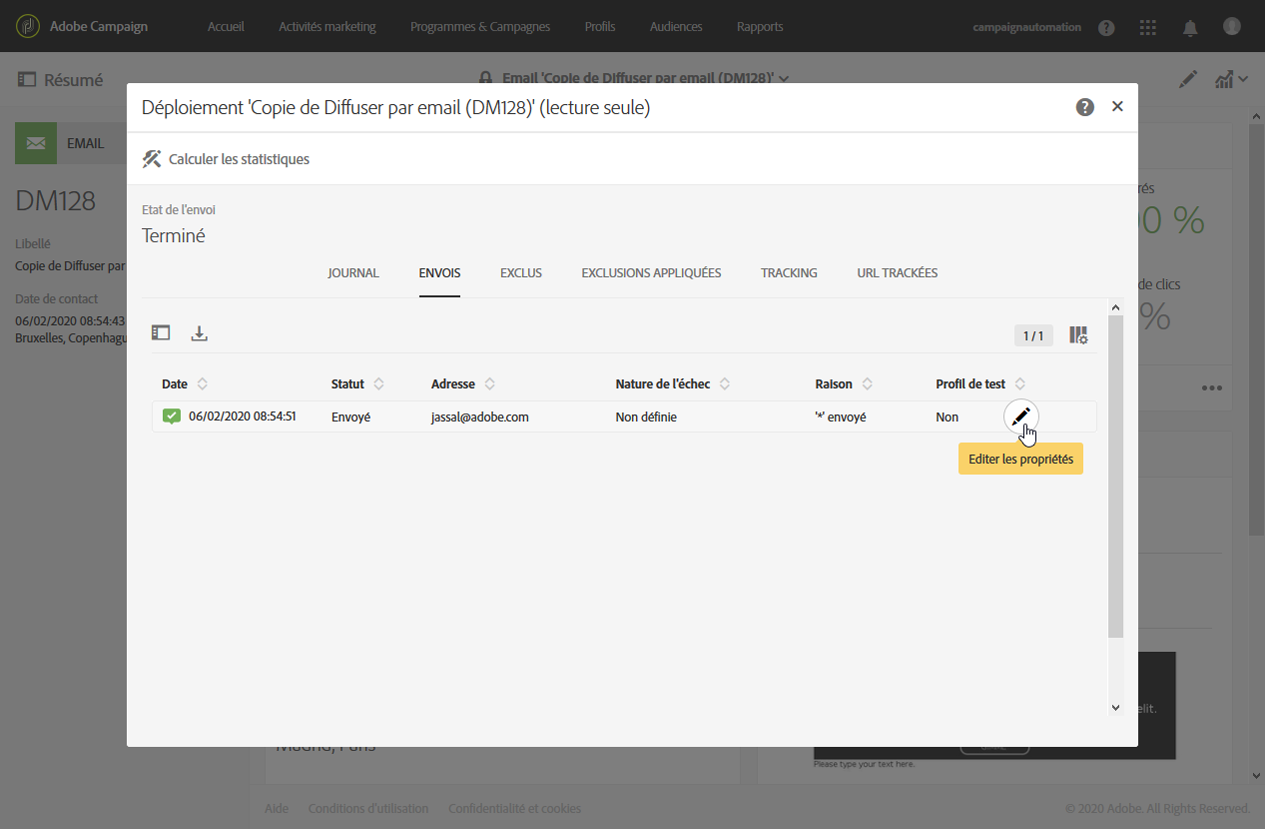 Adobe Campaign
Accueil
Activités marketing
Programmes & Campagnes
Profils
Audiences
Rapports
campaignautomation
Résumé
Email 'Copie de Diffuser par email (DM128)'
EMAIL
DM128
Libellé
Copie de Diffuser par
Date de contact
06/02/2020 08:54:43
Bruxelles, Copenhagu
Déploiement 'Copie de Diffuser par email (DM128)' (lecture seule)
Calculer les statistiques
Etat de l'envoi
Terminé
JOURNAL
ENVOIS
EXCLUS
EXCLUSIONS APPLIQUÉES
TRACKING
URL TRACKÉES
1 / 1
Date
Statut
Adresse
Nature de l'échec
Raison
Profil de test
06/02/2020 08:54:51
Envoyé
jassal@adobe.com
Non définie
'*' envoyé
Non
Editer les propriétés
rés
0 %
de clics
%
elit.
Madrid, Paris
Please type your text here.
Aide
Conditions d'utilisation
Confidentialité et cookies
© 2020 Adobe. All Rights Reserved.